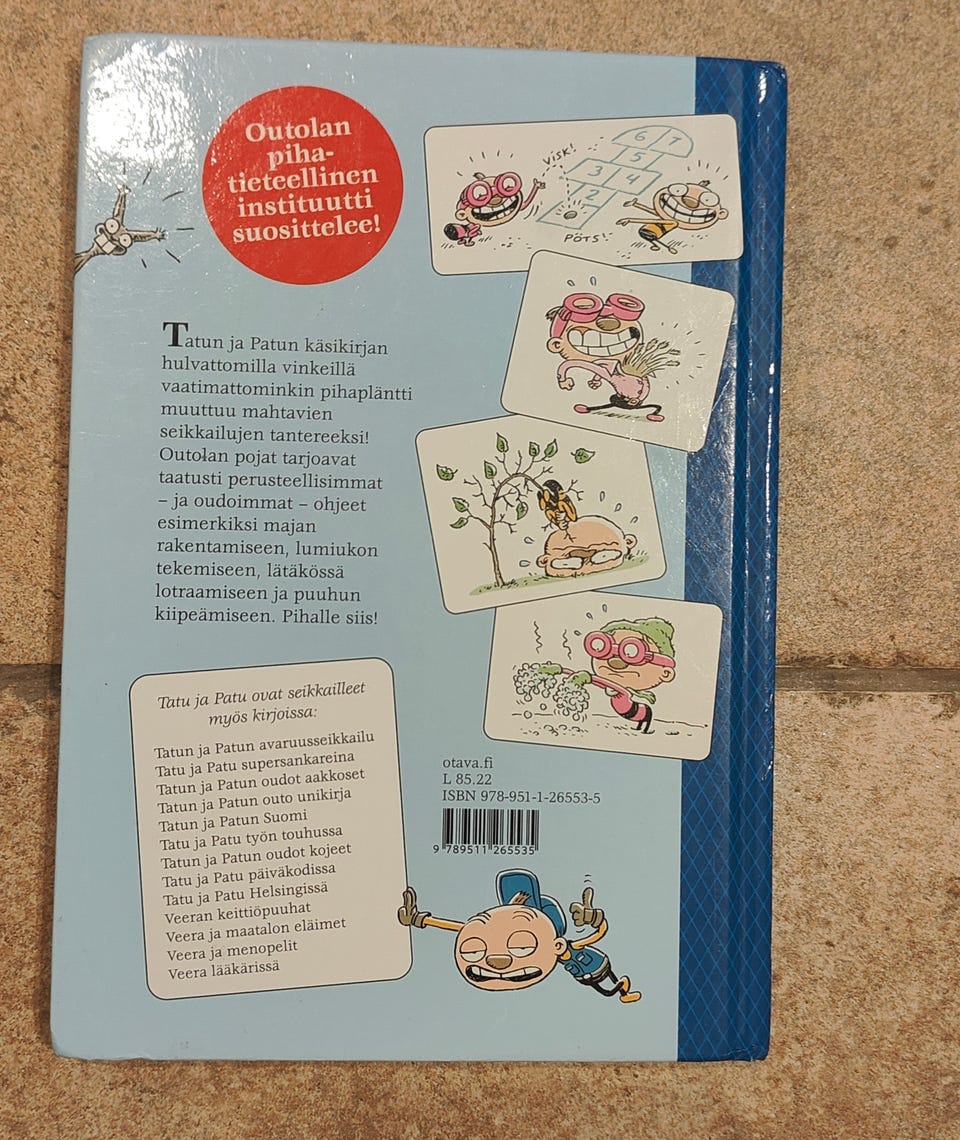 Outolan
piha-
tieteellinen
instituutti
suosittelee!
VISK!
6 7
5
3 4
2
PÖTS!
Tatun ja Patun käsikirjan
hulvattomilla vinkeillä
vaatimattominkin pihapläntti
muuttuu mahtavien
seikkailujen tantereeksi!
Outolan pojat tarjoavat
taatusti perusteellisimmat
– ja oudoimmat – ohjeet
esimerkiksi majan
rakentamiseen, lumiukon
tekemiseen, lätäkössä
lotraamiseen ja puuhun
kiipeämiseen. Pihalle siis!
Tatu ja Patu ovat seikkailleet
myös kirjoissa:
Tatun ja Patun avaruusseikkailu
Tatu ja Patu supersankareina
Tatun ja Patun oudot aakkoset
Tatun ja Patun outo unikirja
Tatun ja Patun Suomi
Tatu ja Patu työn touhussa
Tatun ja Patun oudot kojeet
Tatu ja Patu päiväkodissa
Tatu ja Patu Helsingissä
Veeran keittiöpuuhat
Veera ja maatalon eläimet
Veera ja menopelit
Veera lääkärissä
otava.fi
L 85.22
ISBN 978-951-1-26553-5
9 789511 265535